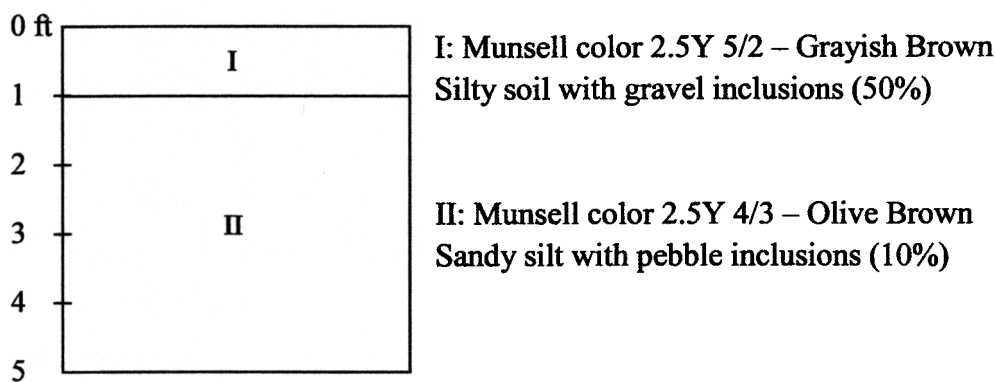 0 ft
I
I: Munsell color 2.5Y 5/2 – Grayish Brown
Silty soil with gravel inclusions (50%)
1
2
3
II
II: Munsell color 2.5Y 4/3 – Olive Brown
Sandy silt with pebble inclusions (10%)
4
5